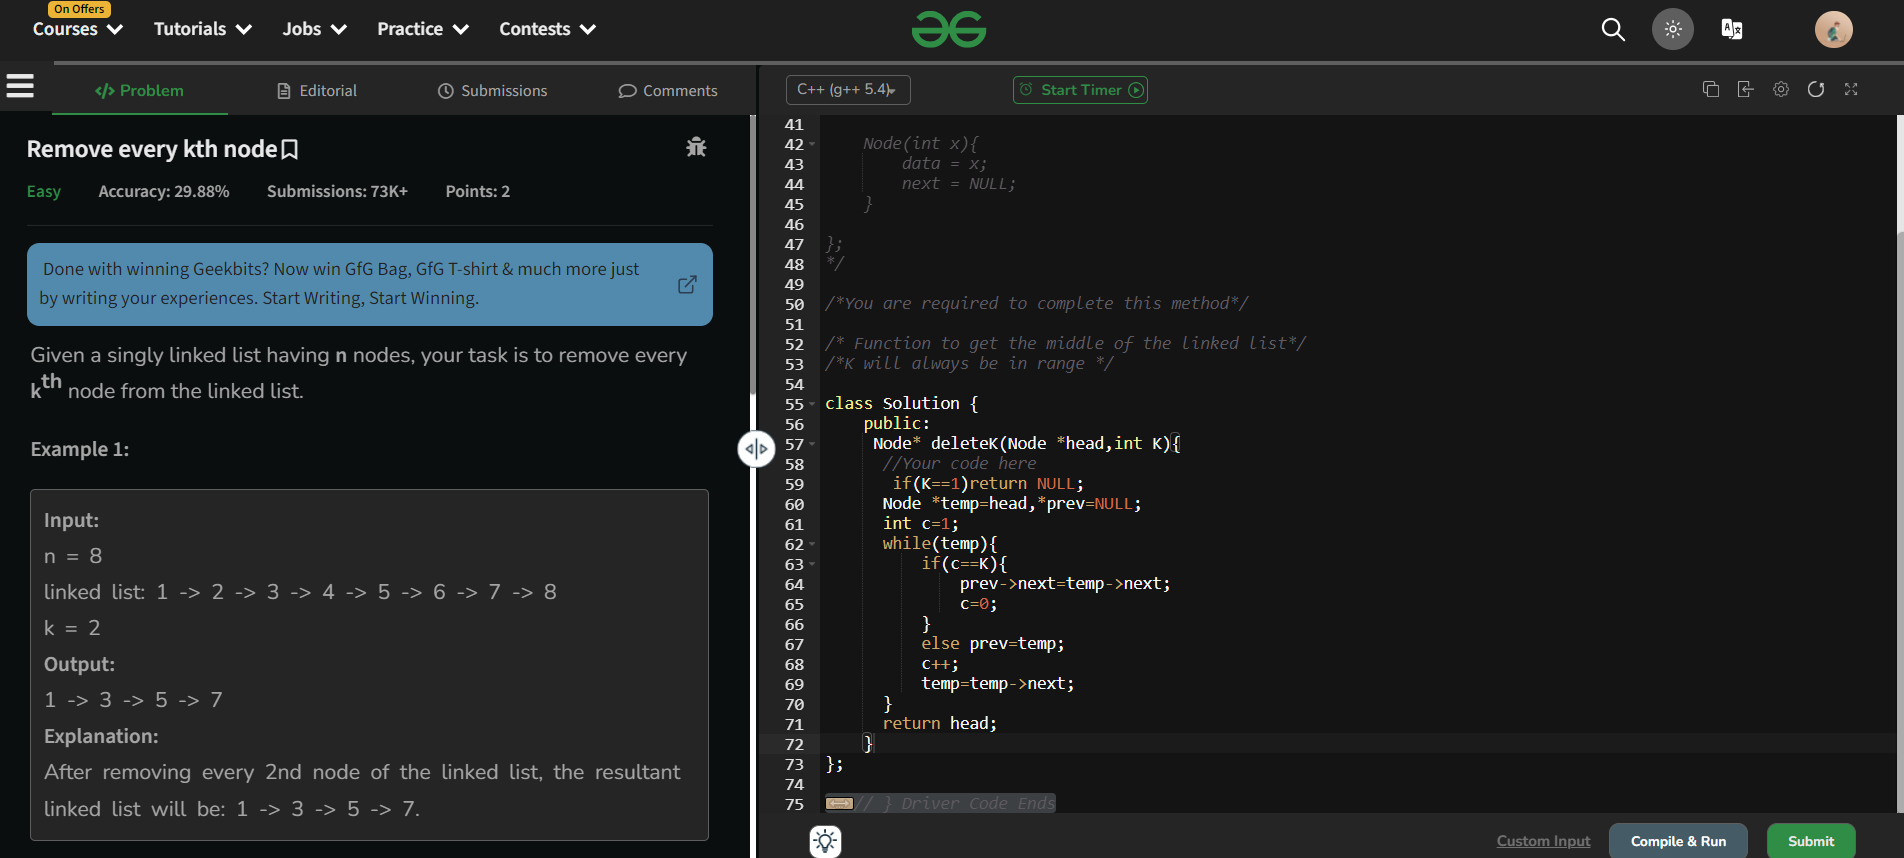 On Offers
Courses Tutorials Jobs Practice Contests
Problem Editorial Submissions Comments
Remove every kth node
Easy Accuracy: 29.88% Submissions: 73K+ Points: 2
Done with winning Geekbits? Now win GfG Bag, GfG T-shirt & much more just
by writing your experiences. Start Writing, Start Winning.
Given a singly linked list having n nodes, your task is to remove every
kth node from the linked list.
Example 1:
Input:
n = 8
linked list: 1 -> 2 -> 3 -> 4 -> 5 -> 6 -> 7 -> 8
k = 2
Output:
1 -> 3 -> 5 -> 7
Explanation:
After removing every 2nd node of the linked list, the resultant
linked list will be: 1 -> 3 -> 5 -> 7.
C++ (g++ 5.4) Start Timer
41
42 Node(int x){
43 data = x;
44 next = NULL;
45 }
46
47 };
48 */
49
50 /*You are required to complete this method*/
51
52 /* Function to get the middle of the linked list*/
53 /*K will always be in range */
54
55 class Solution {
56 public:
57 Node* deleteK(Node *head,int K){
58 //Your code here
59 if(K==1)return NULL;
60 Node *temp=head,*prev=NULL;
61 int c=1;
62 while(temp){
63 if(c==K){
64 prev->next=temp->next;
65 c=0;
66 }
67 else prev=temp;
68 c++;
69 temp=temp->next;
70 }
71 return head;
72 }
73 };
74
75 // } Driver Code Ends
Custom Input Compile & Run Submit